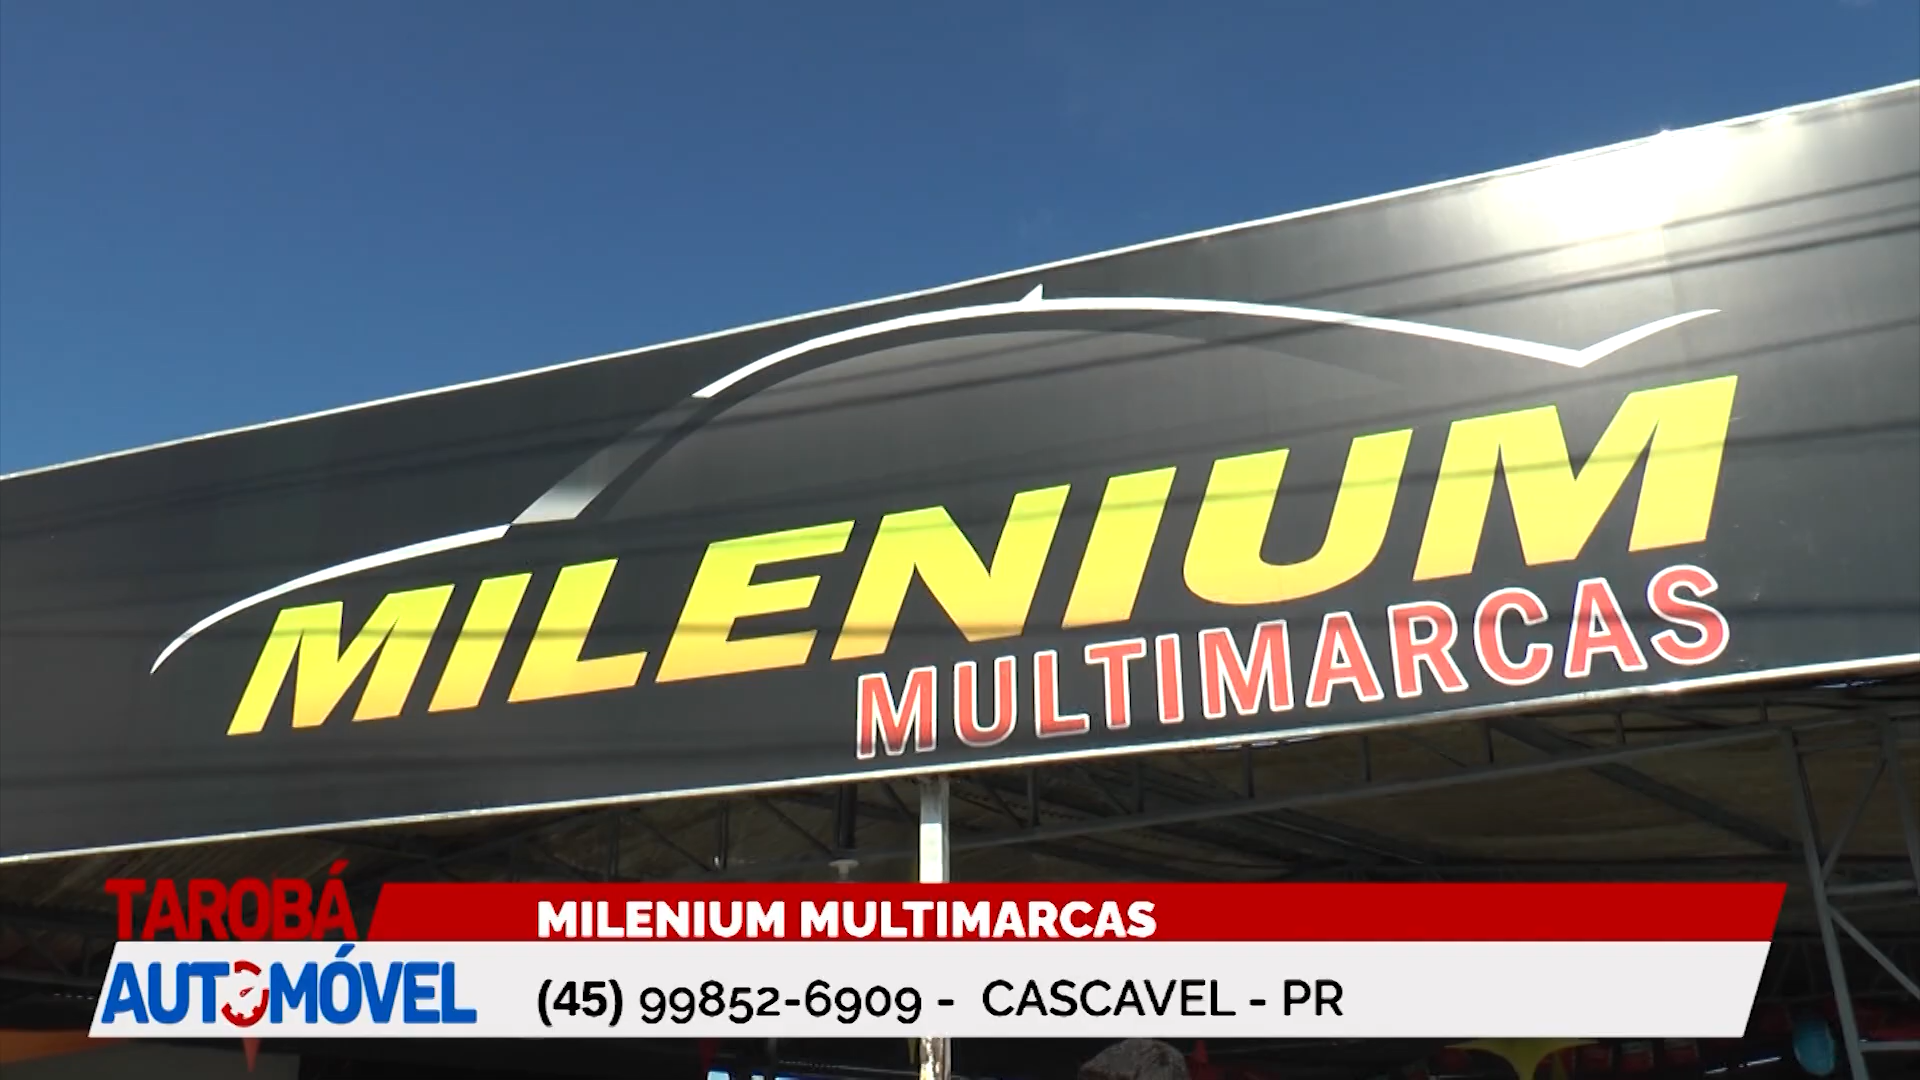 MILENIUM
MULTIMARCAS
TAROBÁ
AUTOMÓVEL
MILENIUM MULTIMARCAS
(45) 99852-6909 - CASCAVEL - PR